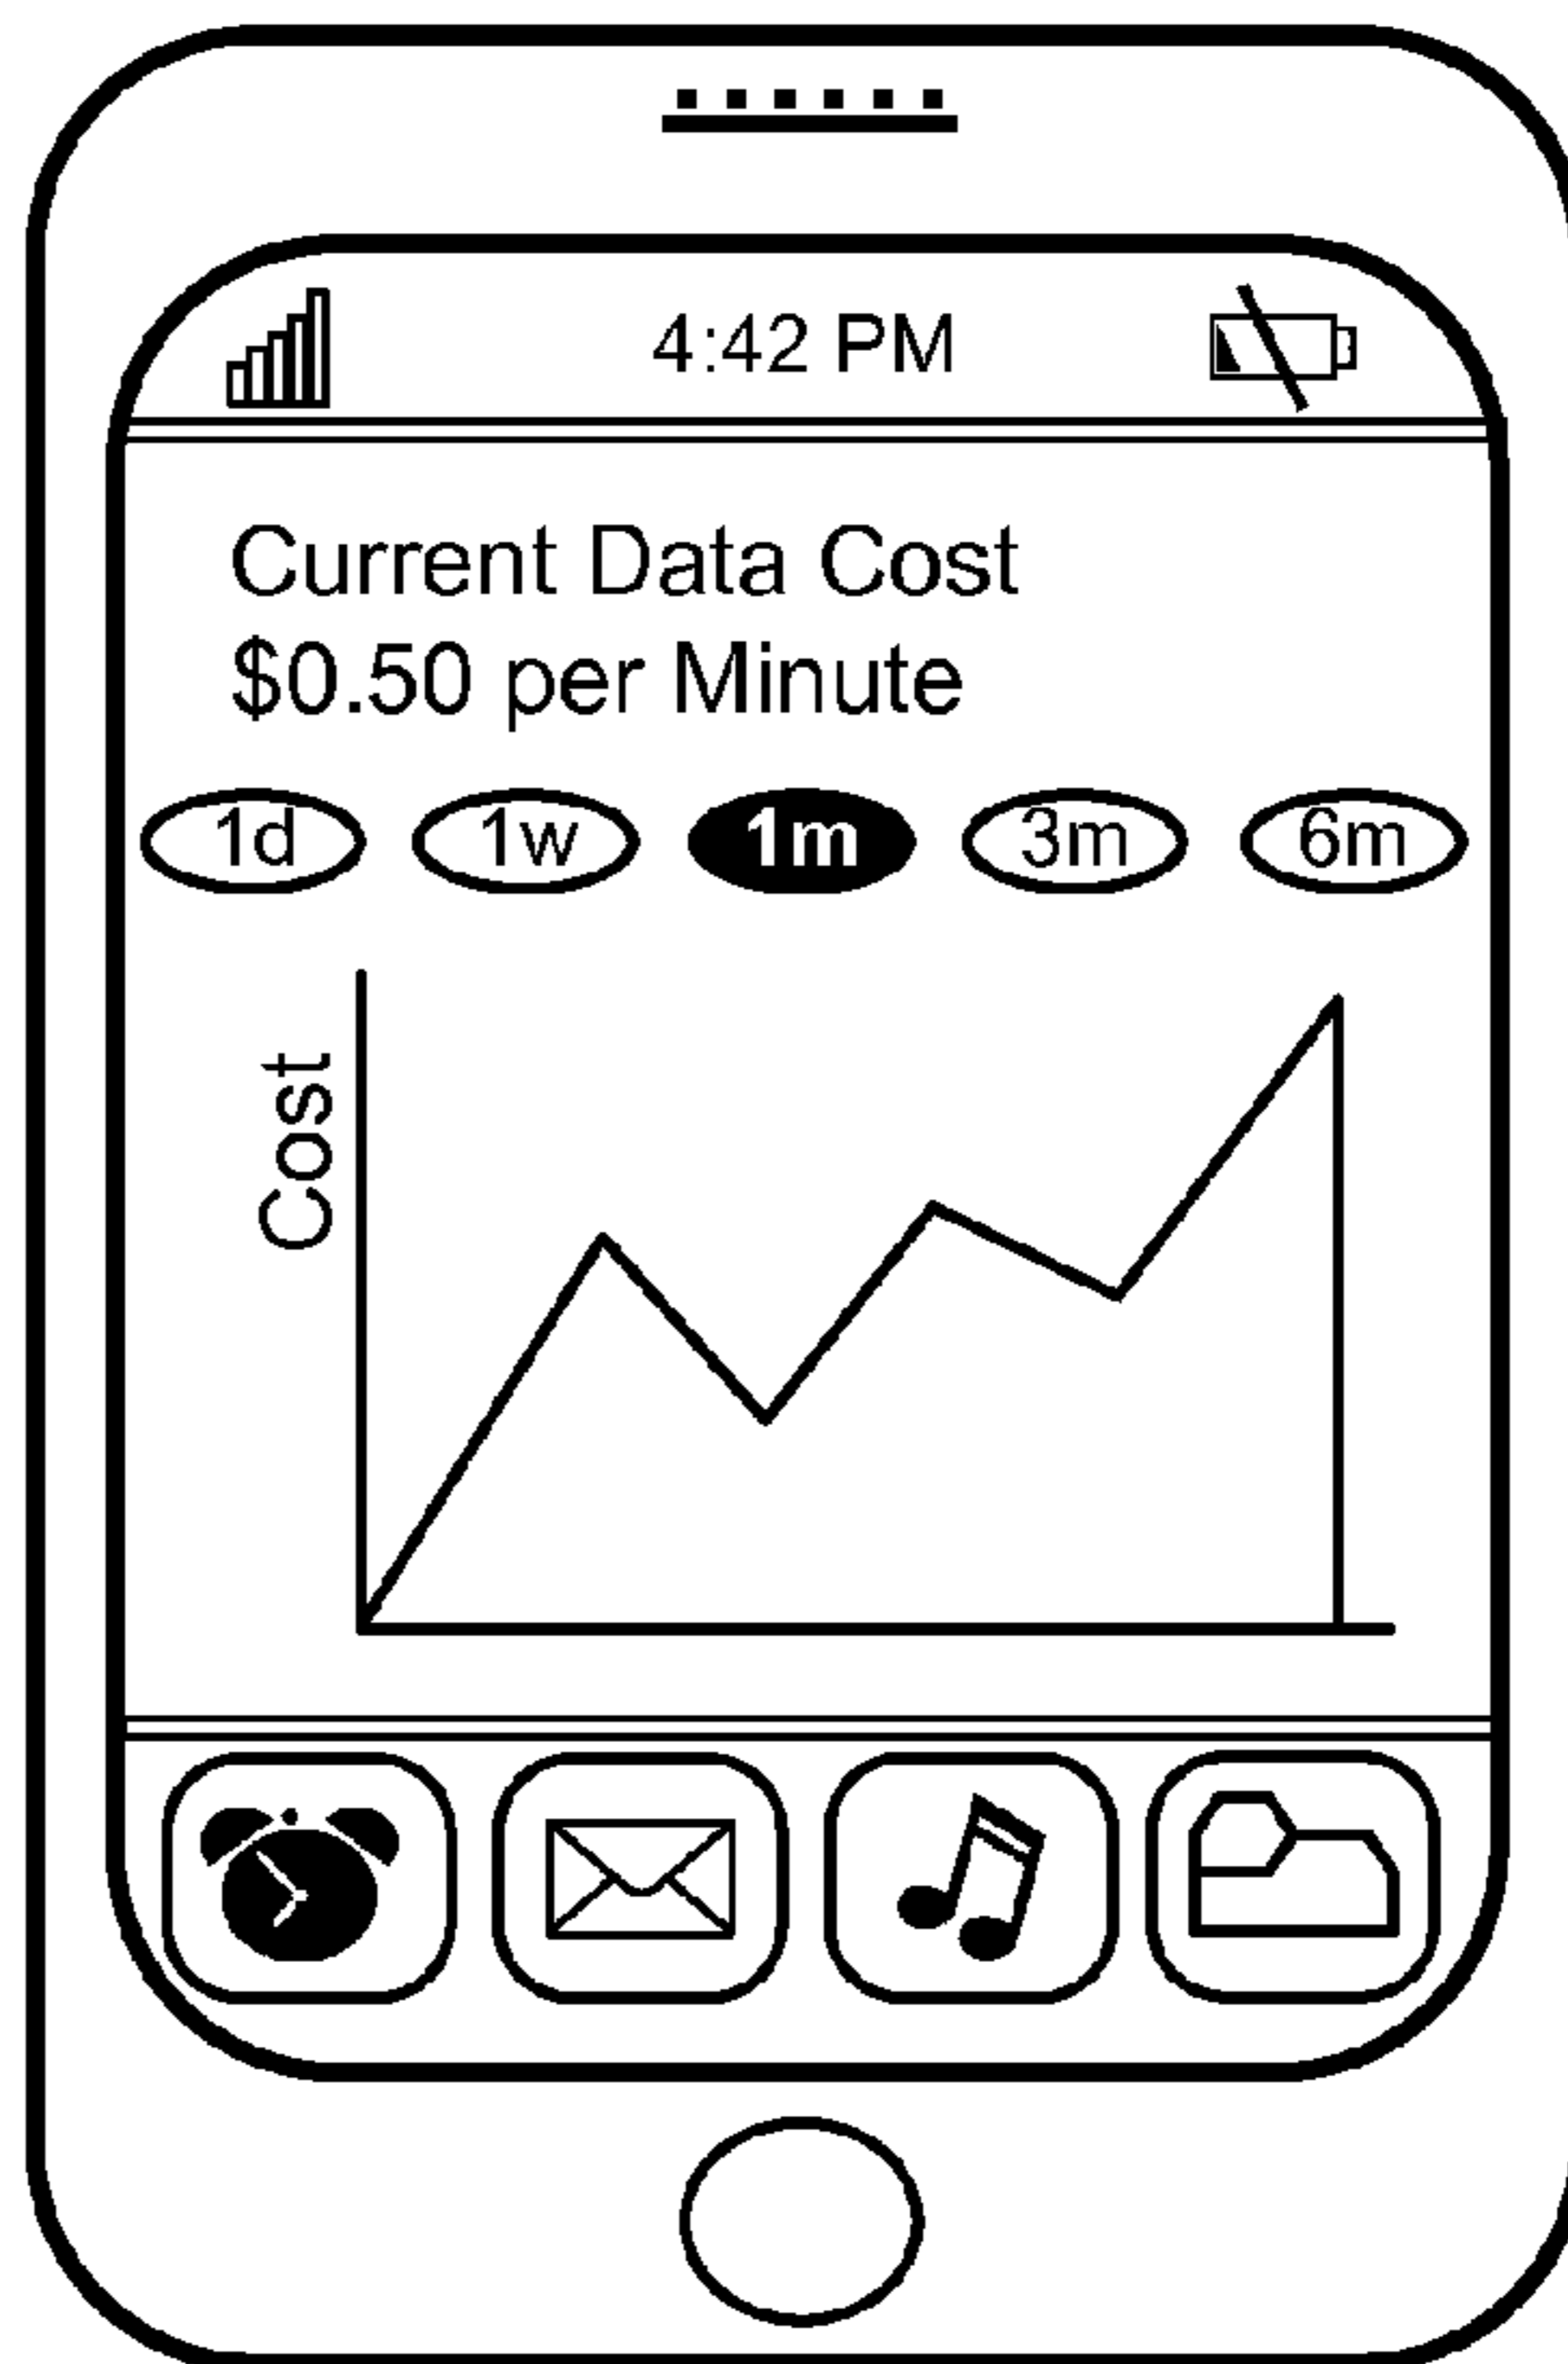 4:42 PM
Current Data Cost
$0.50 per Minute
1d 1w 1m 3m 6m
Cost